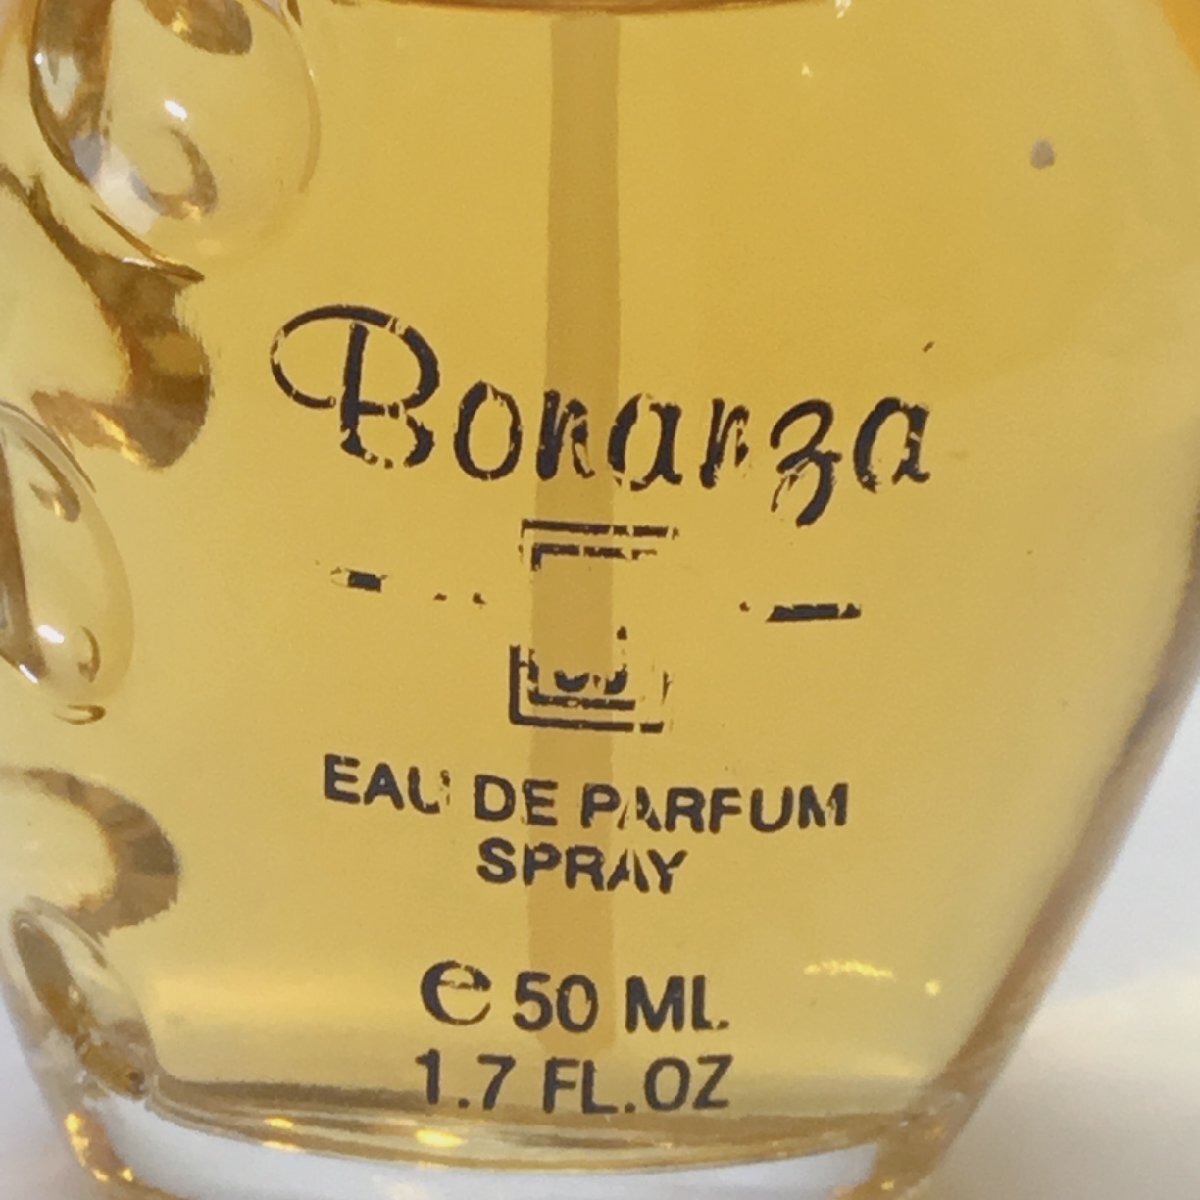 Bonanza
EAU DE PARFUM
SPRAY
℮ 50 ML
1.7 FL.OZ